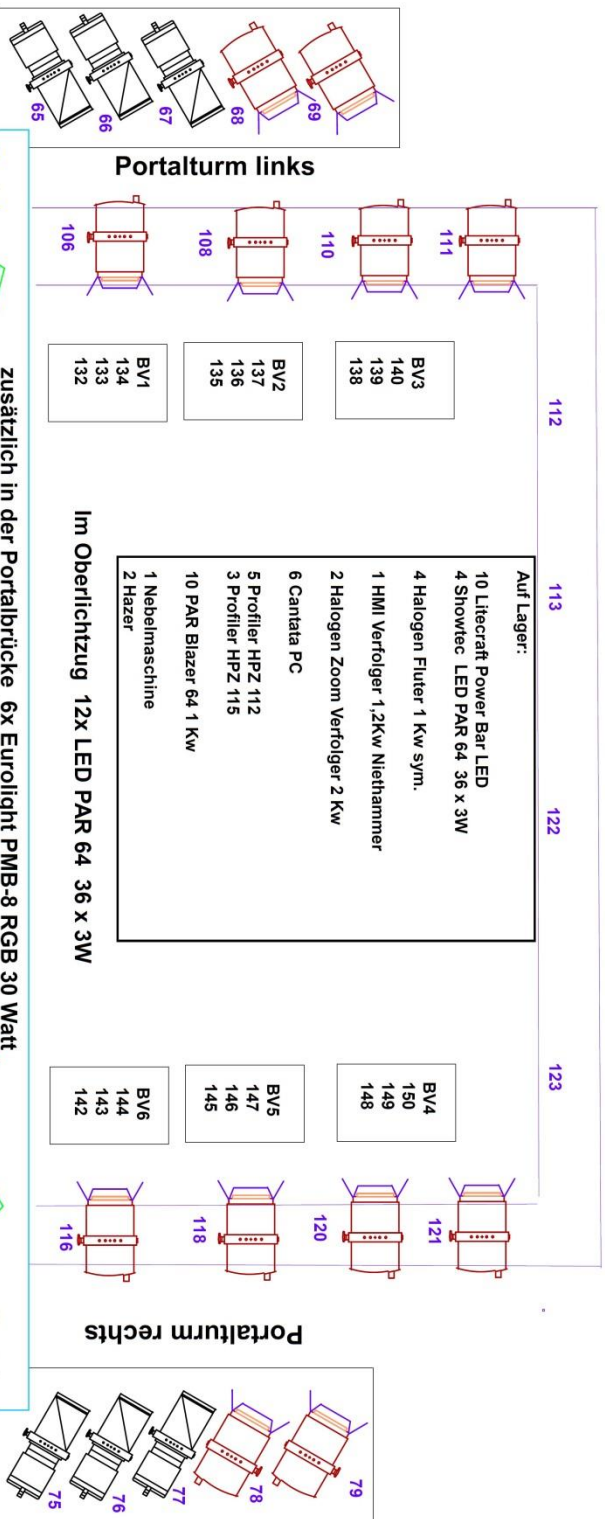 65
66
67
68
69
Portalturm links
106
108
110
111
112
113
122
123
BV1
134
133
132
BV2
137
136
135
BV3
140
139
138
Auf Lager:
10 Litecraft Power Bar LED
4 Showtec LED PAR 64 36 x 3W
4 Halogen Fluter 1 Kw sym.
1 HMI Verfolger 1,2Kw Niethammer
2 Halogen Zoom Verfolger 2 Kw
6 Cantata PC
5 Profiler HPZ 112
3 Profiler HPZ 115
10 PAR Blazer 64 1 Kw
1 Nebelmaschine
2 Hazer
Im Oberlichtzug 12x LED PAR 64 36 x 3W
zusätzlich in der Portalbrücke 6x Eurolight PMB-8 RGB 30 Watt
BV6
144
143
142
BV5
147
146
145
BV4
150
149
148
116
118
120
121
Portalturm rechts
75
76
77
78
79